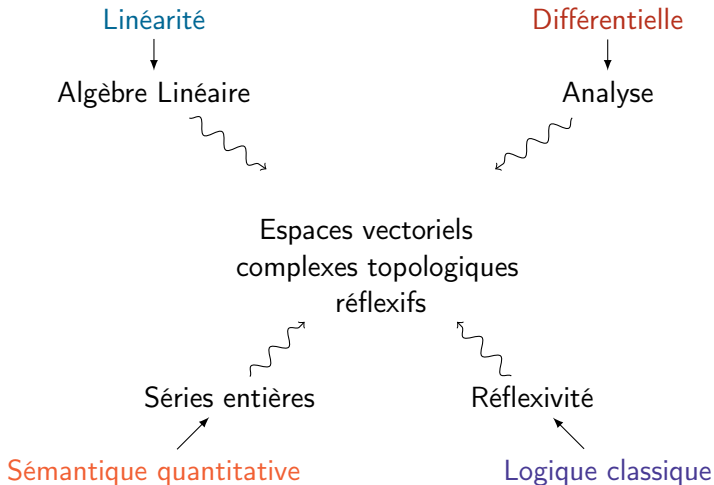 Linéarité
Différentielle
Algèbre Linéaire
Analyse
Espaces vectoriels
complexes topologiques
réflexifs
Séries entières
Réflexivité
Sémantique quantitative
Logique classique